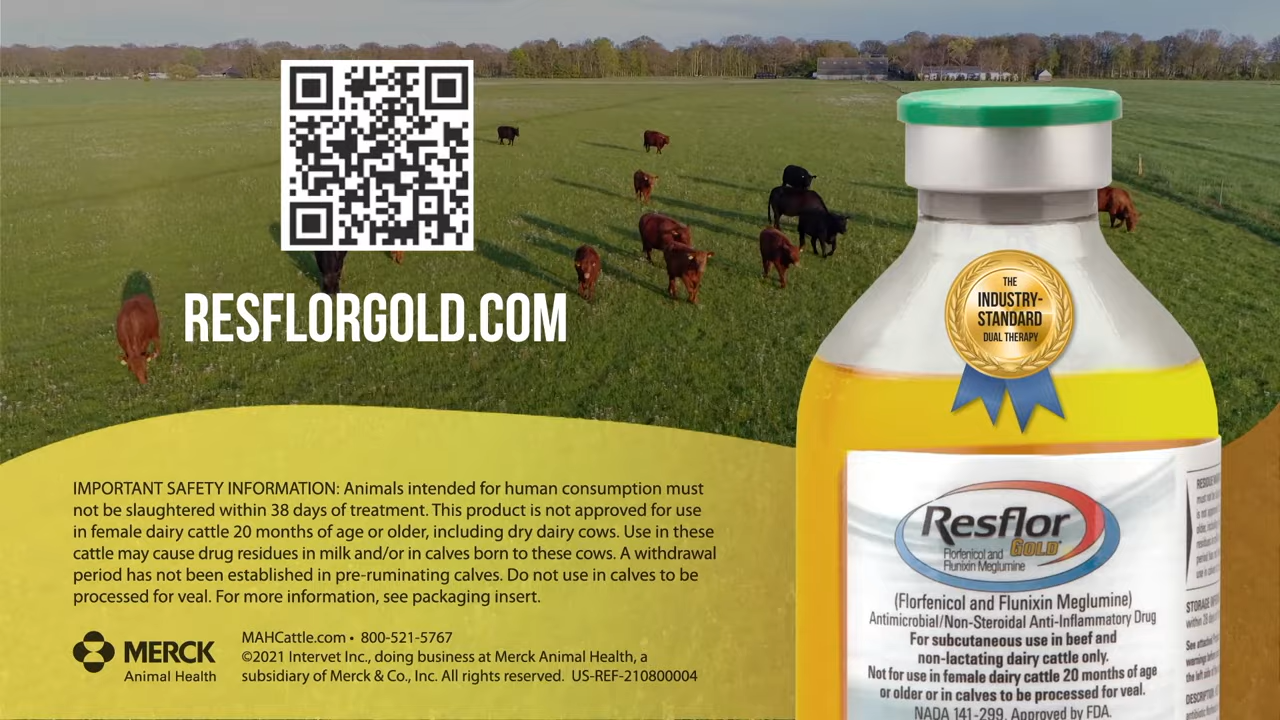 RESFLORGOLD.COM
THE
INDUSTRY-
STANDARD
DUAL THERAPY
IMPORTANT SAFETY INFORMATION: Animals intended for human consumption must
not be slaughtered within 38 days of treatment. This product is not approved for use
in female dairy cattle 20 months of age or older, including dry dairy cows. Use in these
cattle may cause drug residues in milk and/or in calves born to these cows. A withdrawal
period has not been established in pre-ruminating calves. Do not use in calves to be
processed for veal. For more information, see packaging insert.
MERCK
Animal Health
MAHCattle.com • 800-521-5767
©2021 Intervet Inc., doing business at Merck Animal Health, a
subsidiary of Merck & Co., Inc. All rights reserved. US-REF-210800004
Resflor
GOLD
Florfenicol and
Flunixin Meglumine
(Florfenicol and Flunixin Meglumine)
Antimicrobial/Non-Steroidal Anti-Inflammatory Drug
For subcutaneous use in beef and
non-lactating dairy cattle only.
Not for use in female dairy cattle 20 months of age
or older or in calves to be processed for veal.
NADA 141-299, Approved by FDA.